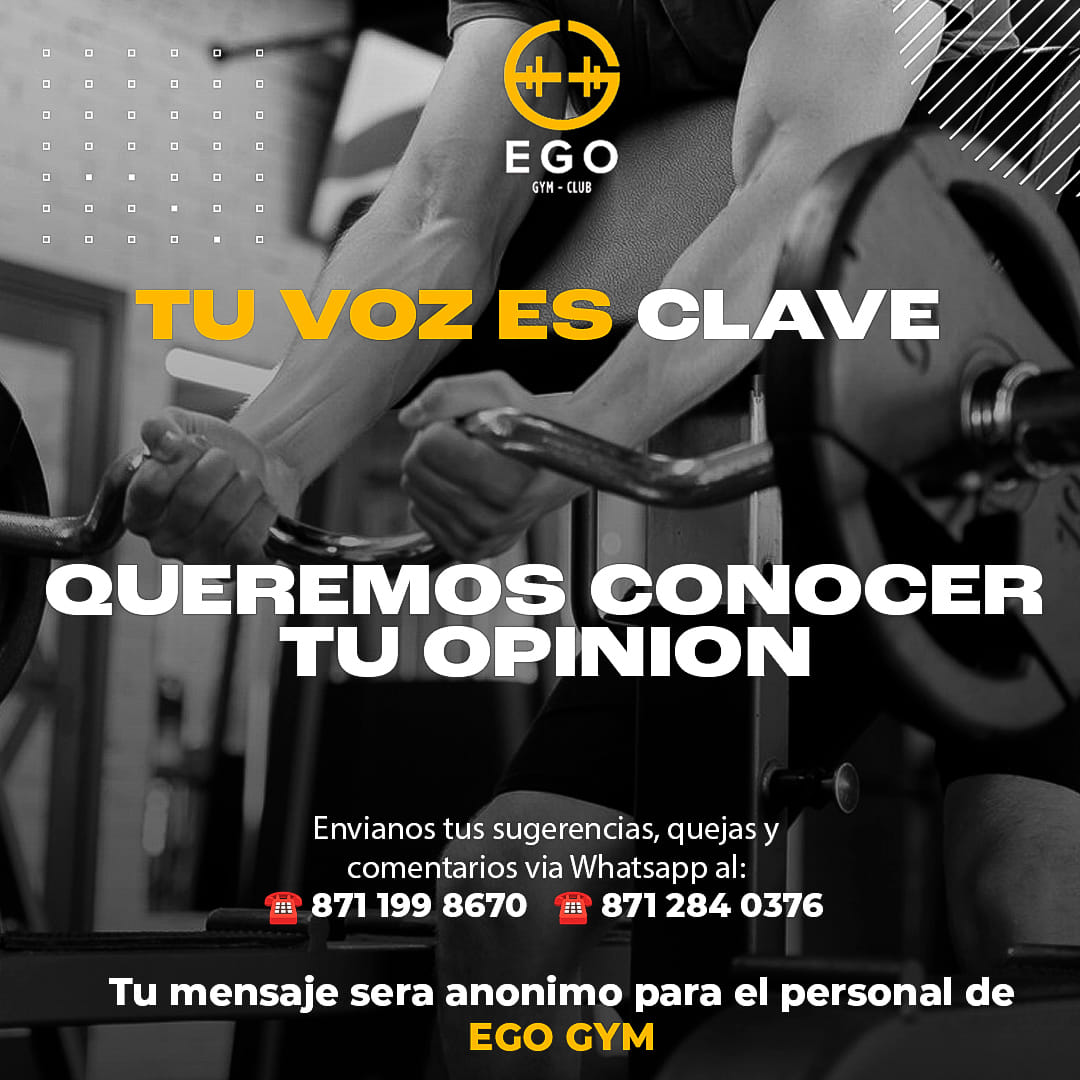 EGO
GYM - CLUB
TU VOZ ES CLAVE
QUEREMOS CONOCER
TU OPINION
Envianos tus sugerencias, quejas y
comentarios via Whatsapp al:
☎️ 871 199 8670 ☎️ 871 284 0376
Tu mensaje sera anonimo para el personal de
EGO GYM